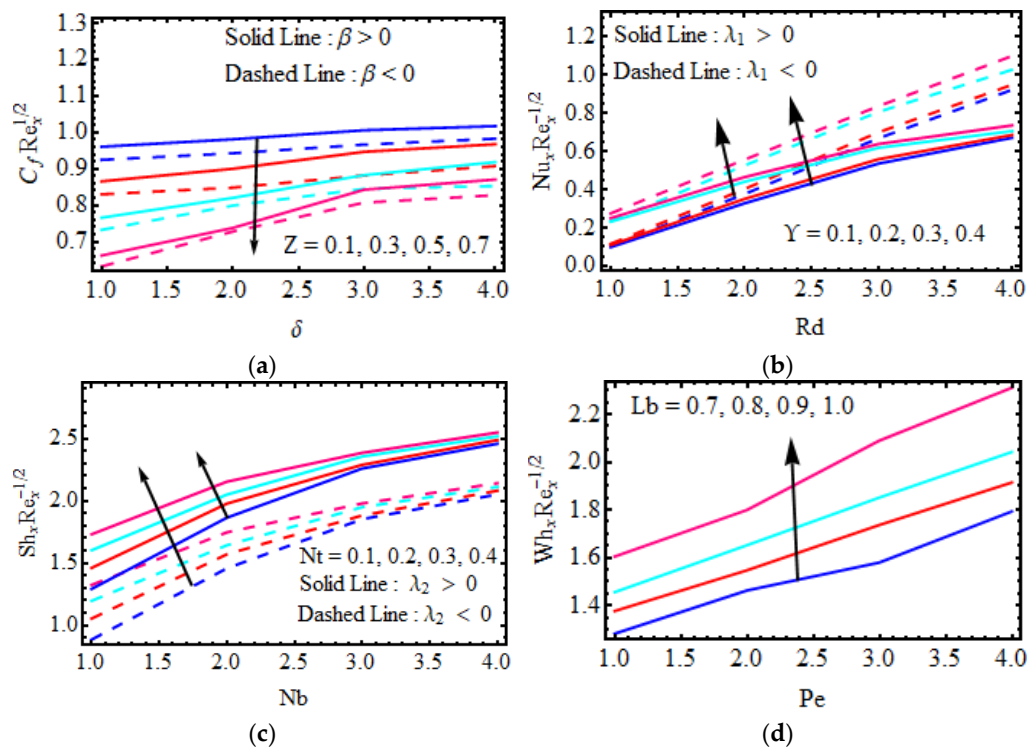 Solid Line : β > 0
Dashed Line : β < 0
1.3
1.2
1.1
1.0
0.9
0.8
0.7
C_f Re_x^{1/2}
Z = 0.1, 0.3, 0.5, 0.7
1.0 1.5 2.0 2.5 3.0 3.5 4.0
δ
(a)
Solid Line : λ₁ > 0
Dashed Line : λ₁ < 0
1.2
1.0
0.8
0.6
0.4
0.2
0.0
Nu_x Re_x^{-1/2}
ϒ = 0.1, 0.2, 0.3, 0.4
1.0 1.5 2.0 2.5 3.0 3.5 4.0
Rd
(b)
2.5
2.0
1.5
1.0
Sh_x Re_x^{-1/2}
Nt = 0.1, 0.2, 0.3, 0.4
Solid Line : λ₂ > 0
Dashed Line : λ₂ < 0
1.0 1.5 2.0 2.5 3.0 3.5 4.0
Nb
(c)
Lb = 0.7, 0.8, 0.9, 1.0
2.2
2.0
1.8
1.6
1.4
Wh_x Re_x^{-1/2}
1.0 1.5 2.0 2.5 3.0 3.5 4.0
Pe
(d)